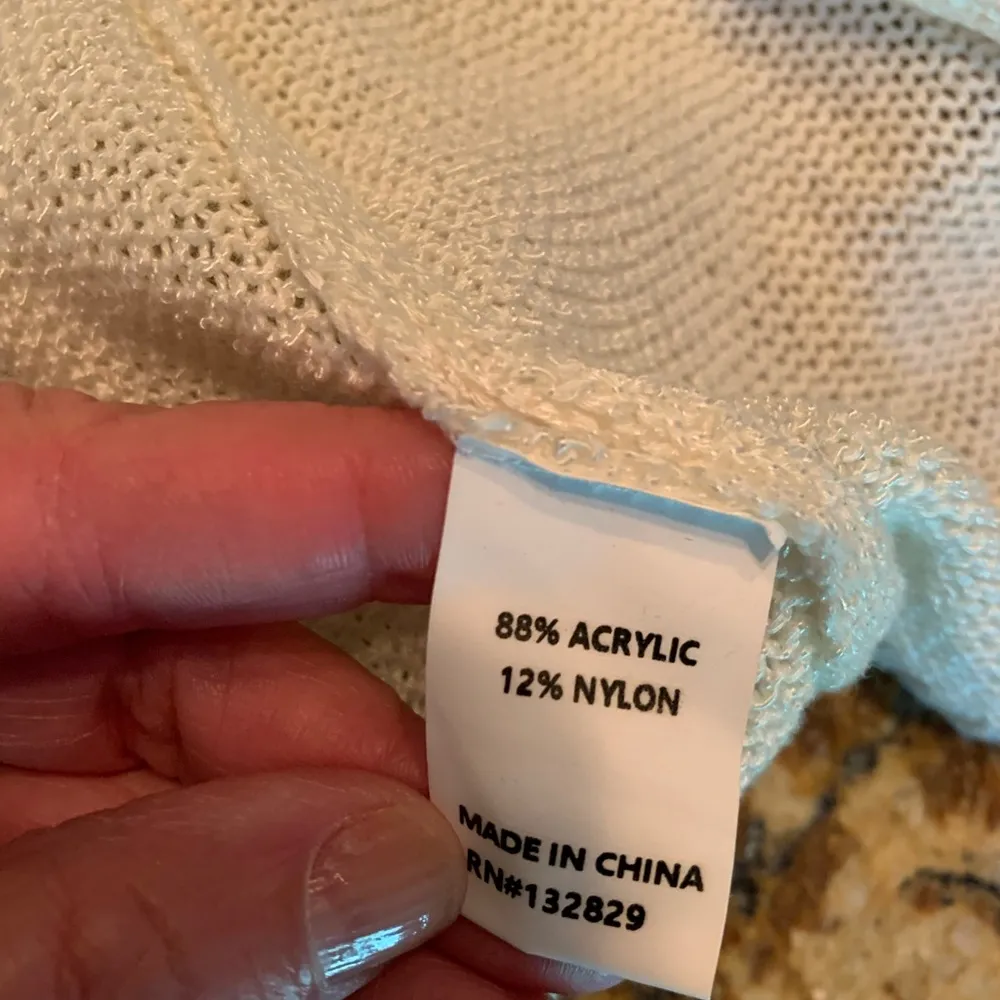 88% ACRYLIC
12% NYLON
MADE IN CHINA
RN#132829